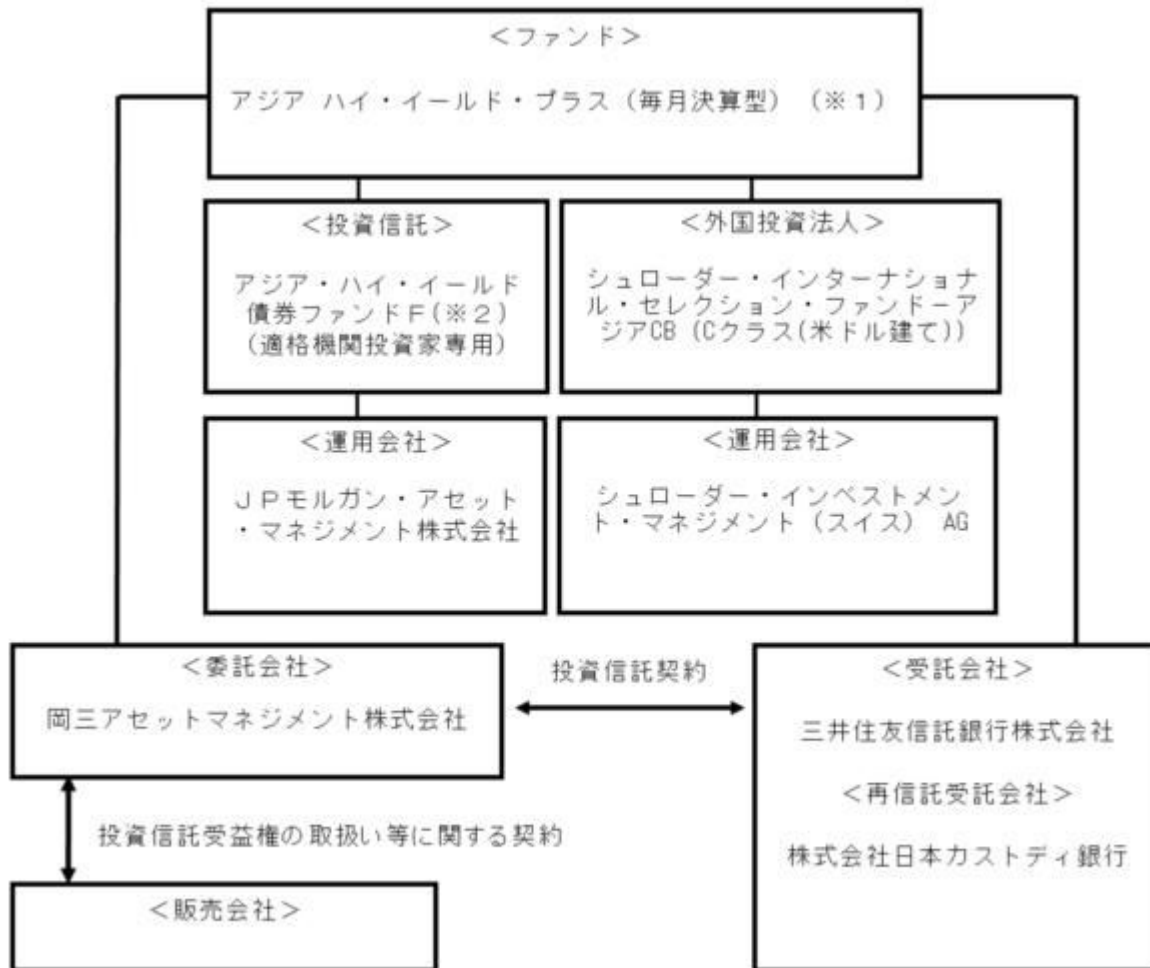 ＜ファンド＞
アジア ハイ・イールド・プラス（毎月決算型）（※１）
＜投資信託＞
アジア・ハイ・イールド
債券ファンドＦ(※２)
（適格機関投資家専用）
＜外国投資法人＞
シュローダー・インターナショナ
ル・セレクション・ファンド－ア
ジアCB（Cクラス(米ドル建て)）
＜運用会社＞
ＪＰモルガン・アセット
・マネジメント株式会社
＜運用会社＞
シュローダー・インベストメン
ト・マネジメント（スイス） AG
＜委託会社＞
岡三アセットマネジメント株式会社
投資信託契約
＜受託会社＞
三井住友信託銀行株式会社
＜再信託受託会社＞
株式会社日本カストディ銀行
投資信託受益権の取扱い等に関する契約
＜販売会社＞